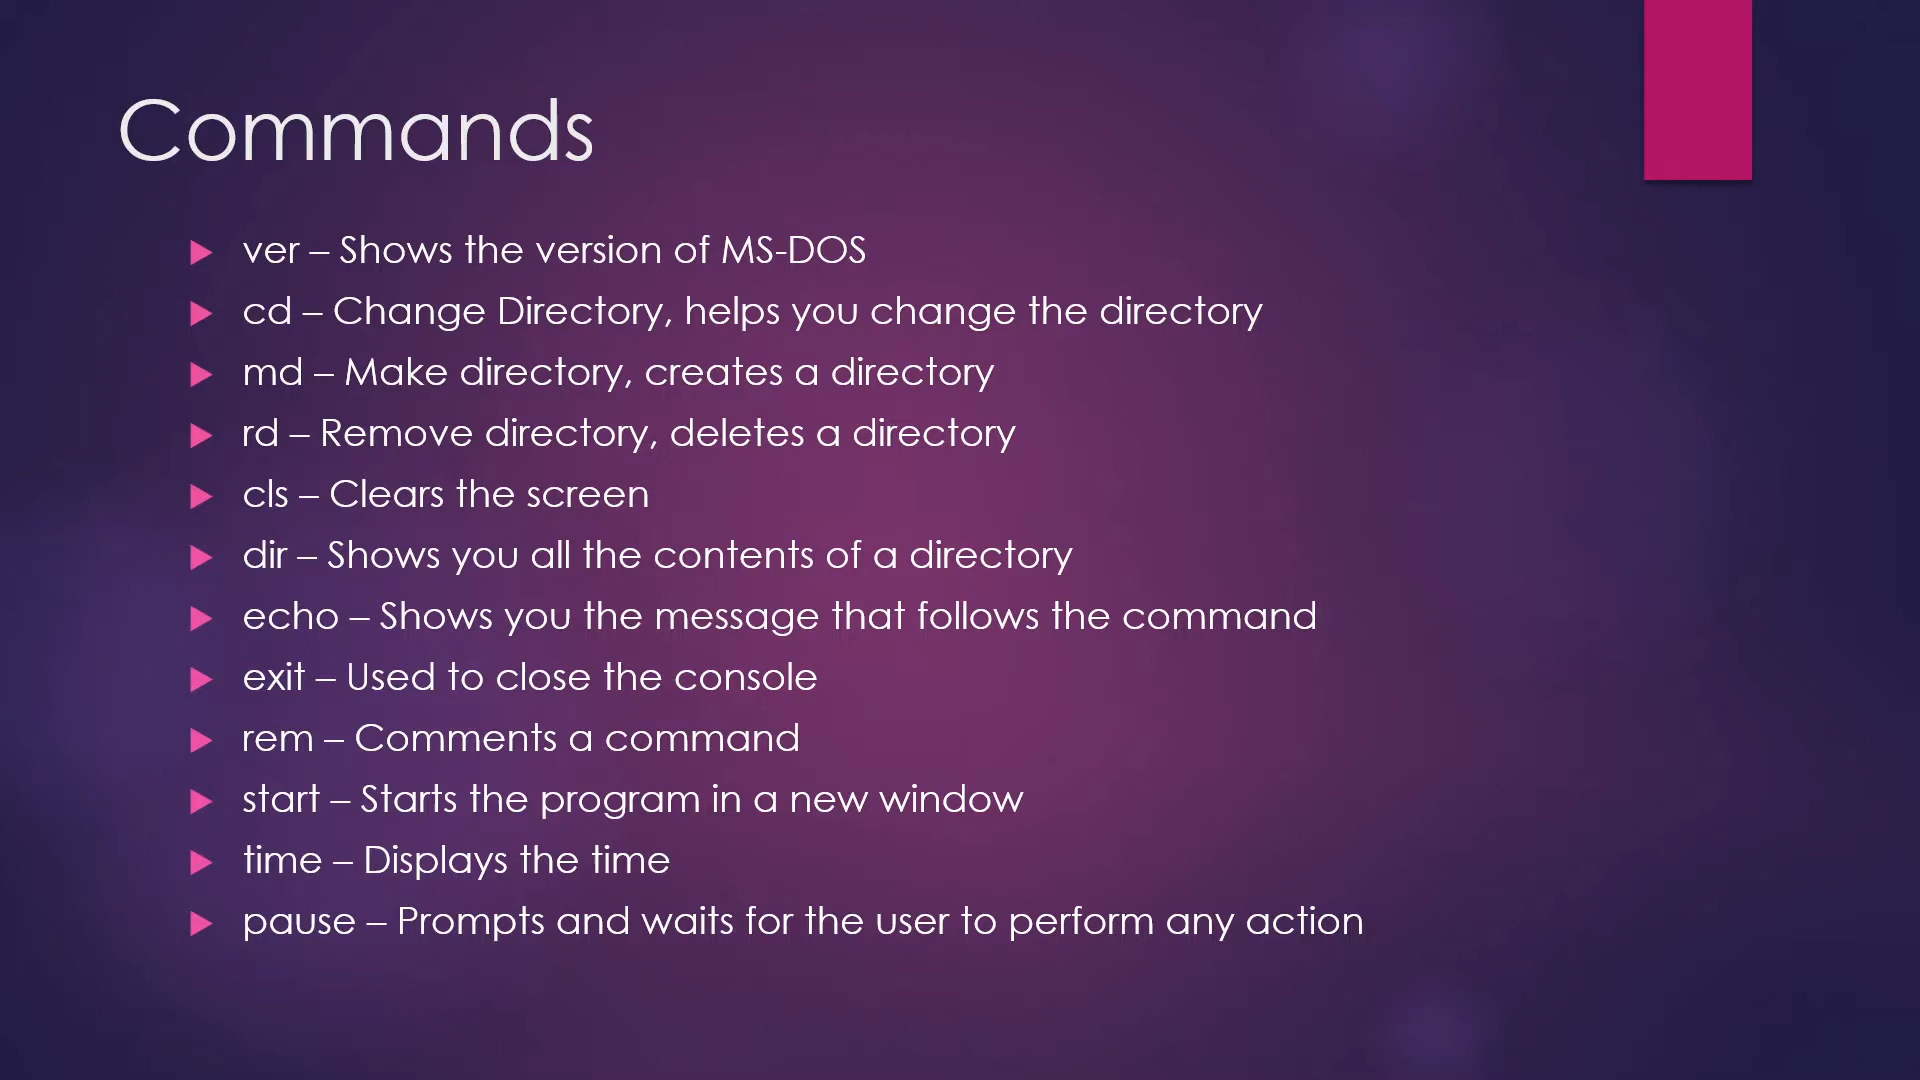 Commands
ver – Shows the version of MS-DOS
cd – Change Directory, helps you change the directory
md – Make directory, creates a directory
rd – Remove directory, deletes a directory
cls – Clears the screen
dir – Shows you all the contents of a directory
echo – Shows you the message that follows the command
exit – Used to close the console
rem – Comments a command
start – Starts the program in a new window
time – Displays the time
pause – Prompts and waits for the user to perform any action